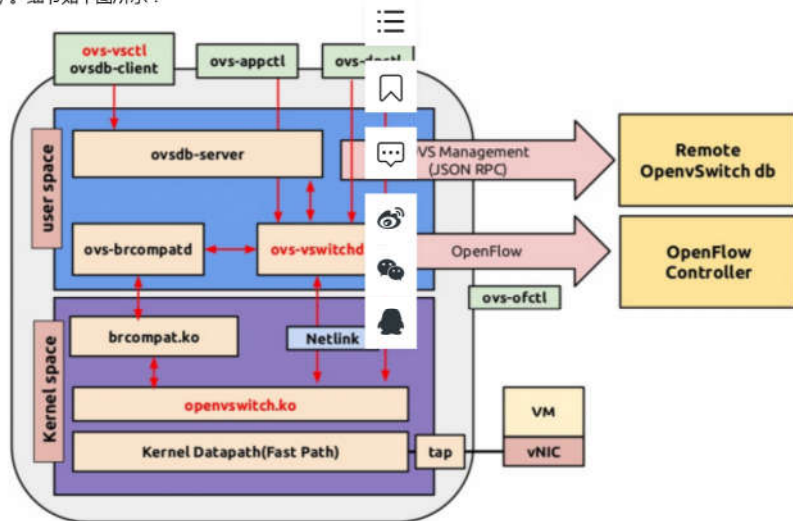 细节如下图所示：
ovs-vsctl
ovsdb-client
ovs-appctl
user space
ovsdb-server
VS Management
(JSON RPC)
Remote
OpenvSwitch db
ovs-brcompatd
ovs-vswitchd
OpenFlow
OpenFlow
Controller
ovs-ofctl
Kernel space
brcompat.ko
Netlink
openvswitch.ko
Kernel Datapath(Fast Path)
tap
VM
vNIC